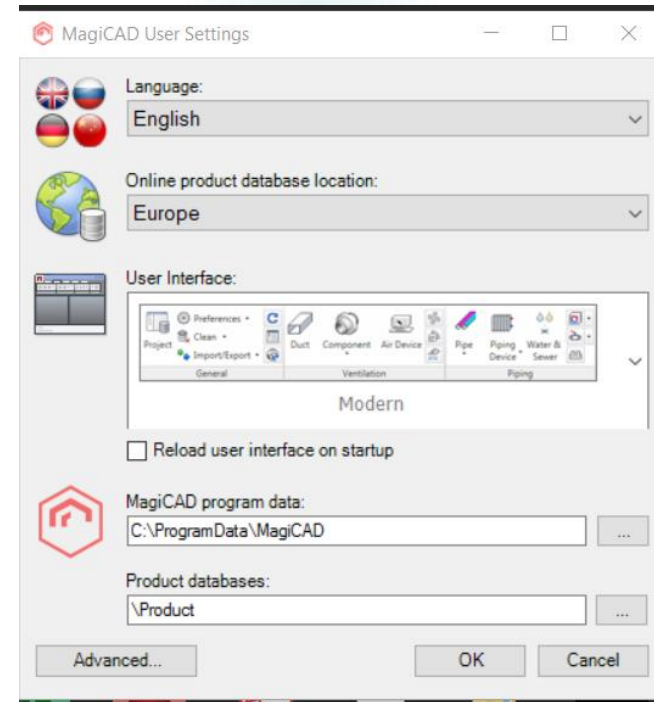 MagiCAD User Settings
Language:
English
Online product database location:
Europe
User Interface:
Preferences
Clean
Import/Export
Project
General
Duct
Component
Air Device
Ventilation
Pipe
Piping Device
Water & Sewer
Piping
Modern
Reload user interface on startup
MagiCAD program data:
C:\ProgramData\MagiCAD
...
Product databases:
\Product
...
Advanced...
OK
Cancel